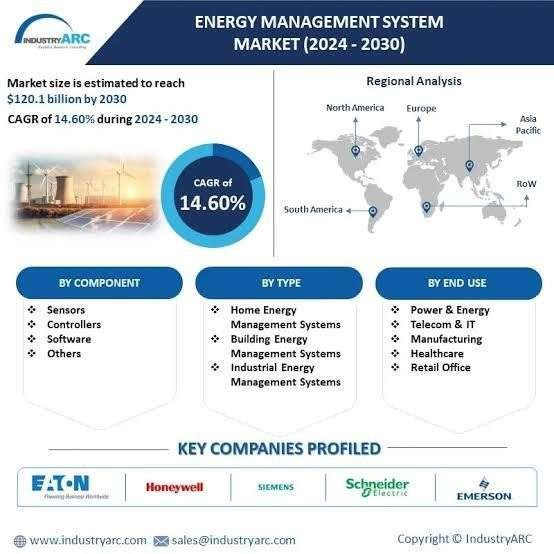 INDUSTRYARC
Analytics. Research. Consulting
ENERGY MANAGEMENT SYSTEM
MARKET (2024 - 2030)
Market size is estimated to reach
$120.1 billion by 2030
CAGR of 14.60% during 2024 - 2030
CAGR of
14.60%
Regional Analysis
North America
Europe
Asia
Pacific
RoW
South America
BY COMPONENT
Sensors
Controllers
Software
Others
BY TYPE
Home Energy
Management Systems
Building Energy
Management Systems
Industrial Energy
Management Systems
BY END USE
Power & Energy
Telecom & IT
Manufacturing
Healthcare
Retail Office
KEY COMPANIES PROFILED
EATON
Powering Business Worldwide
Honeywell
SIEMENS
Schneider
Electric
EMERSON
www.industryarc.com
sales@industryarc.com
Copyright © IndustryARC